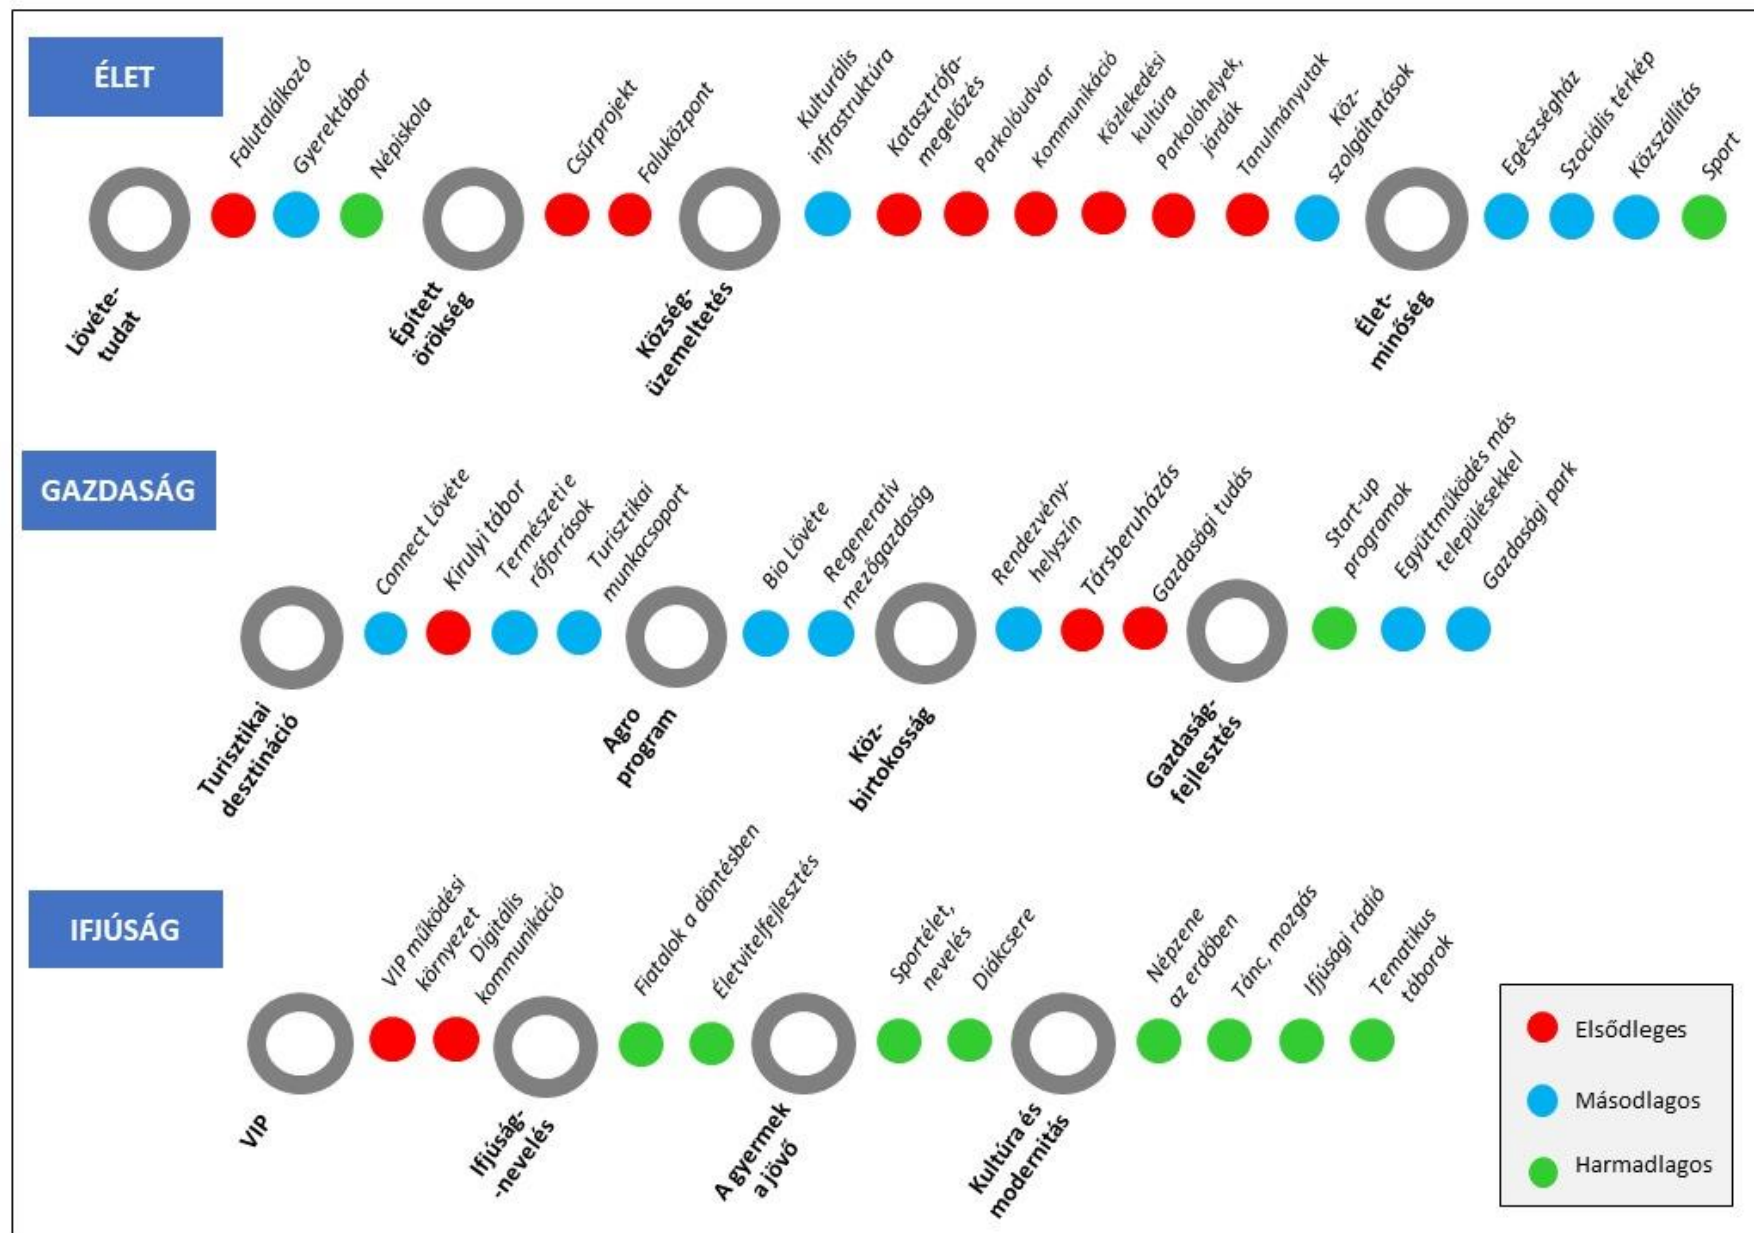 ÉLET
Falutalálkozó
Gyerektábor
Népiskola
Csűrprojekt
Faluközpont
Kulturális
infrastruktúra
Katasztrófa-
megelőzés
Parkolóudvar
Kommunikáció
Közlekedési
kultúra
Parkolóhelyek,
járdák
Tanulmányutak
Köz-
szolgáltatások
Egészségház
Szociális térkép
Közszállítás
Sport
Lövéte-
tudat
Épített
örökség
Község-
üzemeltetés
Élet-
minőség
GAZDASÁG
Connect Lövéte
Kirulyi tábor
Természeti e
rőforrások
Turisztikai
munkacsoport
Bio Lövéte
Regeneratív
mezőgazdaság
Rendezvény-
helyszín
Társberuházás
Gazdasági tudás
Start-up
programok
Együttműködés más
településekkel
Gazdasági park
Turisztikai
desztináció
Agro
program
Köz-
birtokosság
Gazdaság-
fejlesztés
IFJÚSÁG
VIP működési
környezet
Digitális
kommunikáció
Fiatalok a döntésben
Életvitelfejlesztés
Sportélet,
nevelés
Diákcsere
Népzene
az erdőben
Tánc, mozgás
Ifjúsági rádió
Tematikus
táborok
VIP
Ifjúság-
-nevelés
A gyermek
a jövő
Kultúra és
modernitás
Elsődleges
Másodlagos
Harmadlagos